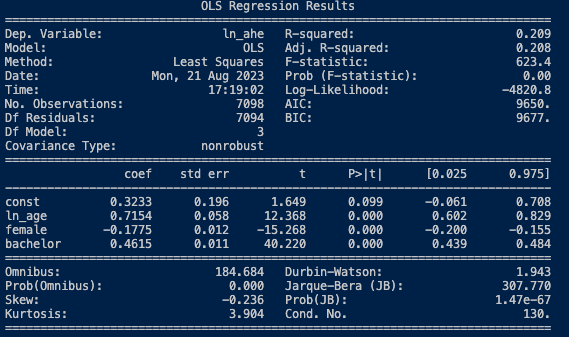 OLS Regression Results
==============================================================================
Dep. Variable: ln_ahe R-squared: 0.209
Model: OLS Adj. R-squared: 0.208
Method: Least Squares F-statistic: 623.4
Date: Mon, 21 Aug 2023 Prob (F-statistic): 0.00
Time: 17:19:02 Log-Likelihood: -4820.8
No. Observations: 7098 AIC: 9650.
Df Residuals: 7094 BIC: 9677.
Df Model: 3
Covariance Type: nonrobust
==============================================================================
coef std err t P>|t| [0.025 0.975]
------------------------------------------------------------------------------
const 0.3233 0.196 1.649 0.099 -0.061 0.708
ln_age 0.7154 0.058 12.368 0.000 0.602 0.829
female -0.1775 0.012 -15.268 0.000 -0.200 -0.155
bachelor 0.4615 0.011 40.220 0.000 0.439 0.484
==============================================================================
Omnibus: 184.684 Durbin-Watson: 1.943
Prob(Omnibus): 0.000 Jarque-Bera (JB): 307.770
Skew: -0.236 Prob(JB): 1.47e-67
Kurtosis: 3.904 Cond. No. 130.
==============================================================================